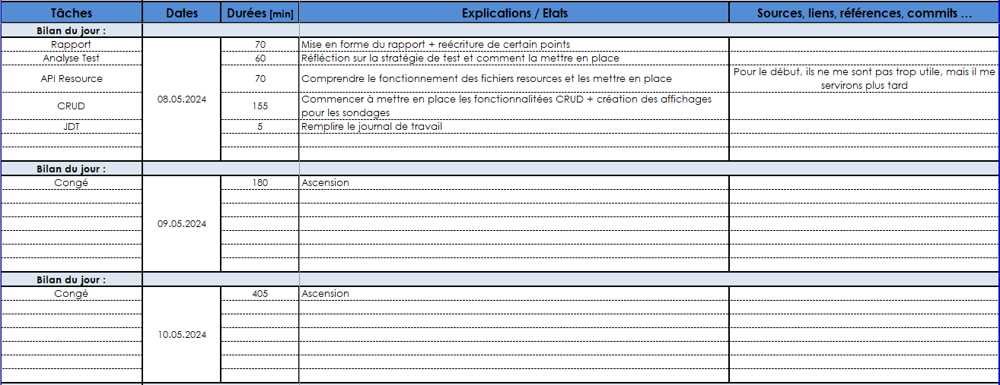 Tâches Dates Durées [min] Explications / Etats Sources, liens, références, commits ...
Bilan du jour :
Rapport 70 Mise en forme du rapport + reécriture de certain points
Analyse Test 60 Réfléction sur la stratégie de test et comment la mettre en place
API Resource 70 Comprendre le fonctionnement des fichiers resources et les mettre en place Pour le début, ils ne me sont pas trop utile, mais il me
servirons plus tard
08.05.2024
CRUD 155 Commencer à mettre en place les fonctionnalitées CRUD + création des affichages
pour les sondages
JDT 5 Remplire le journal de travail
Bilan du jour :
Congé 180 Ascension
09.05.2024
Bilan du jour :
Congé 405 Ascension
10.05.2024